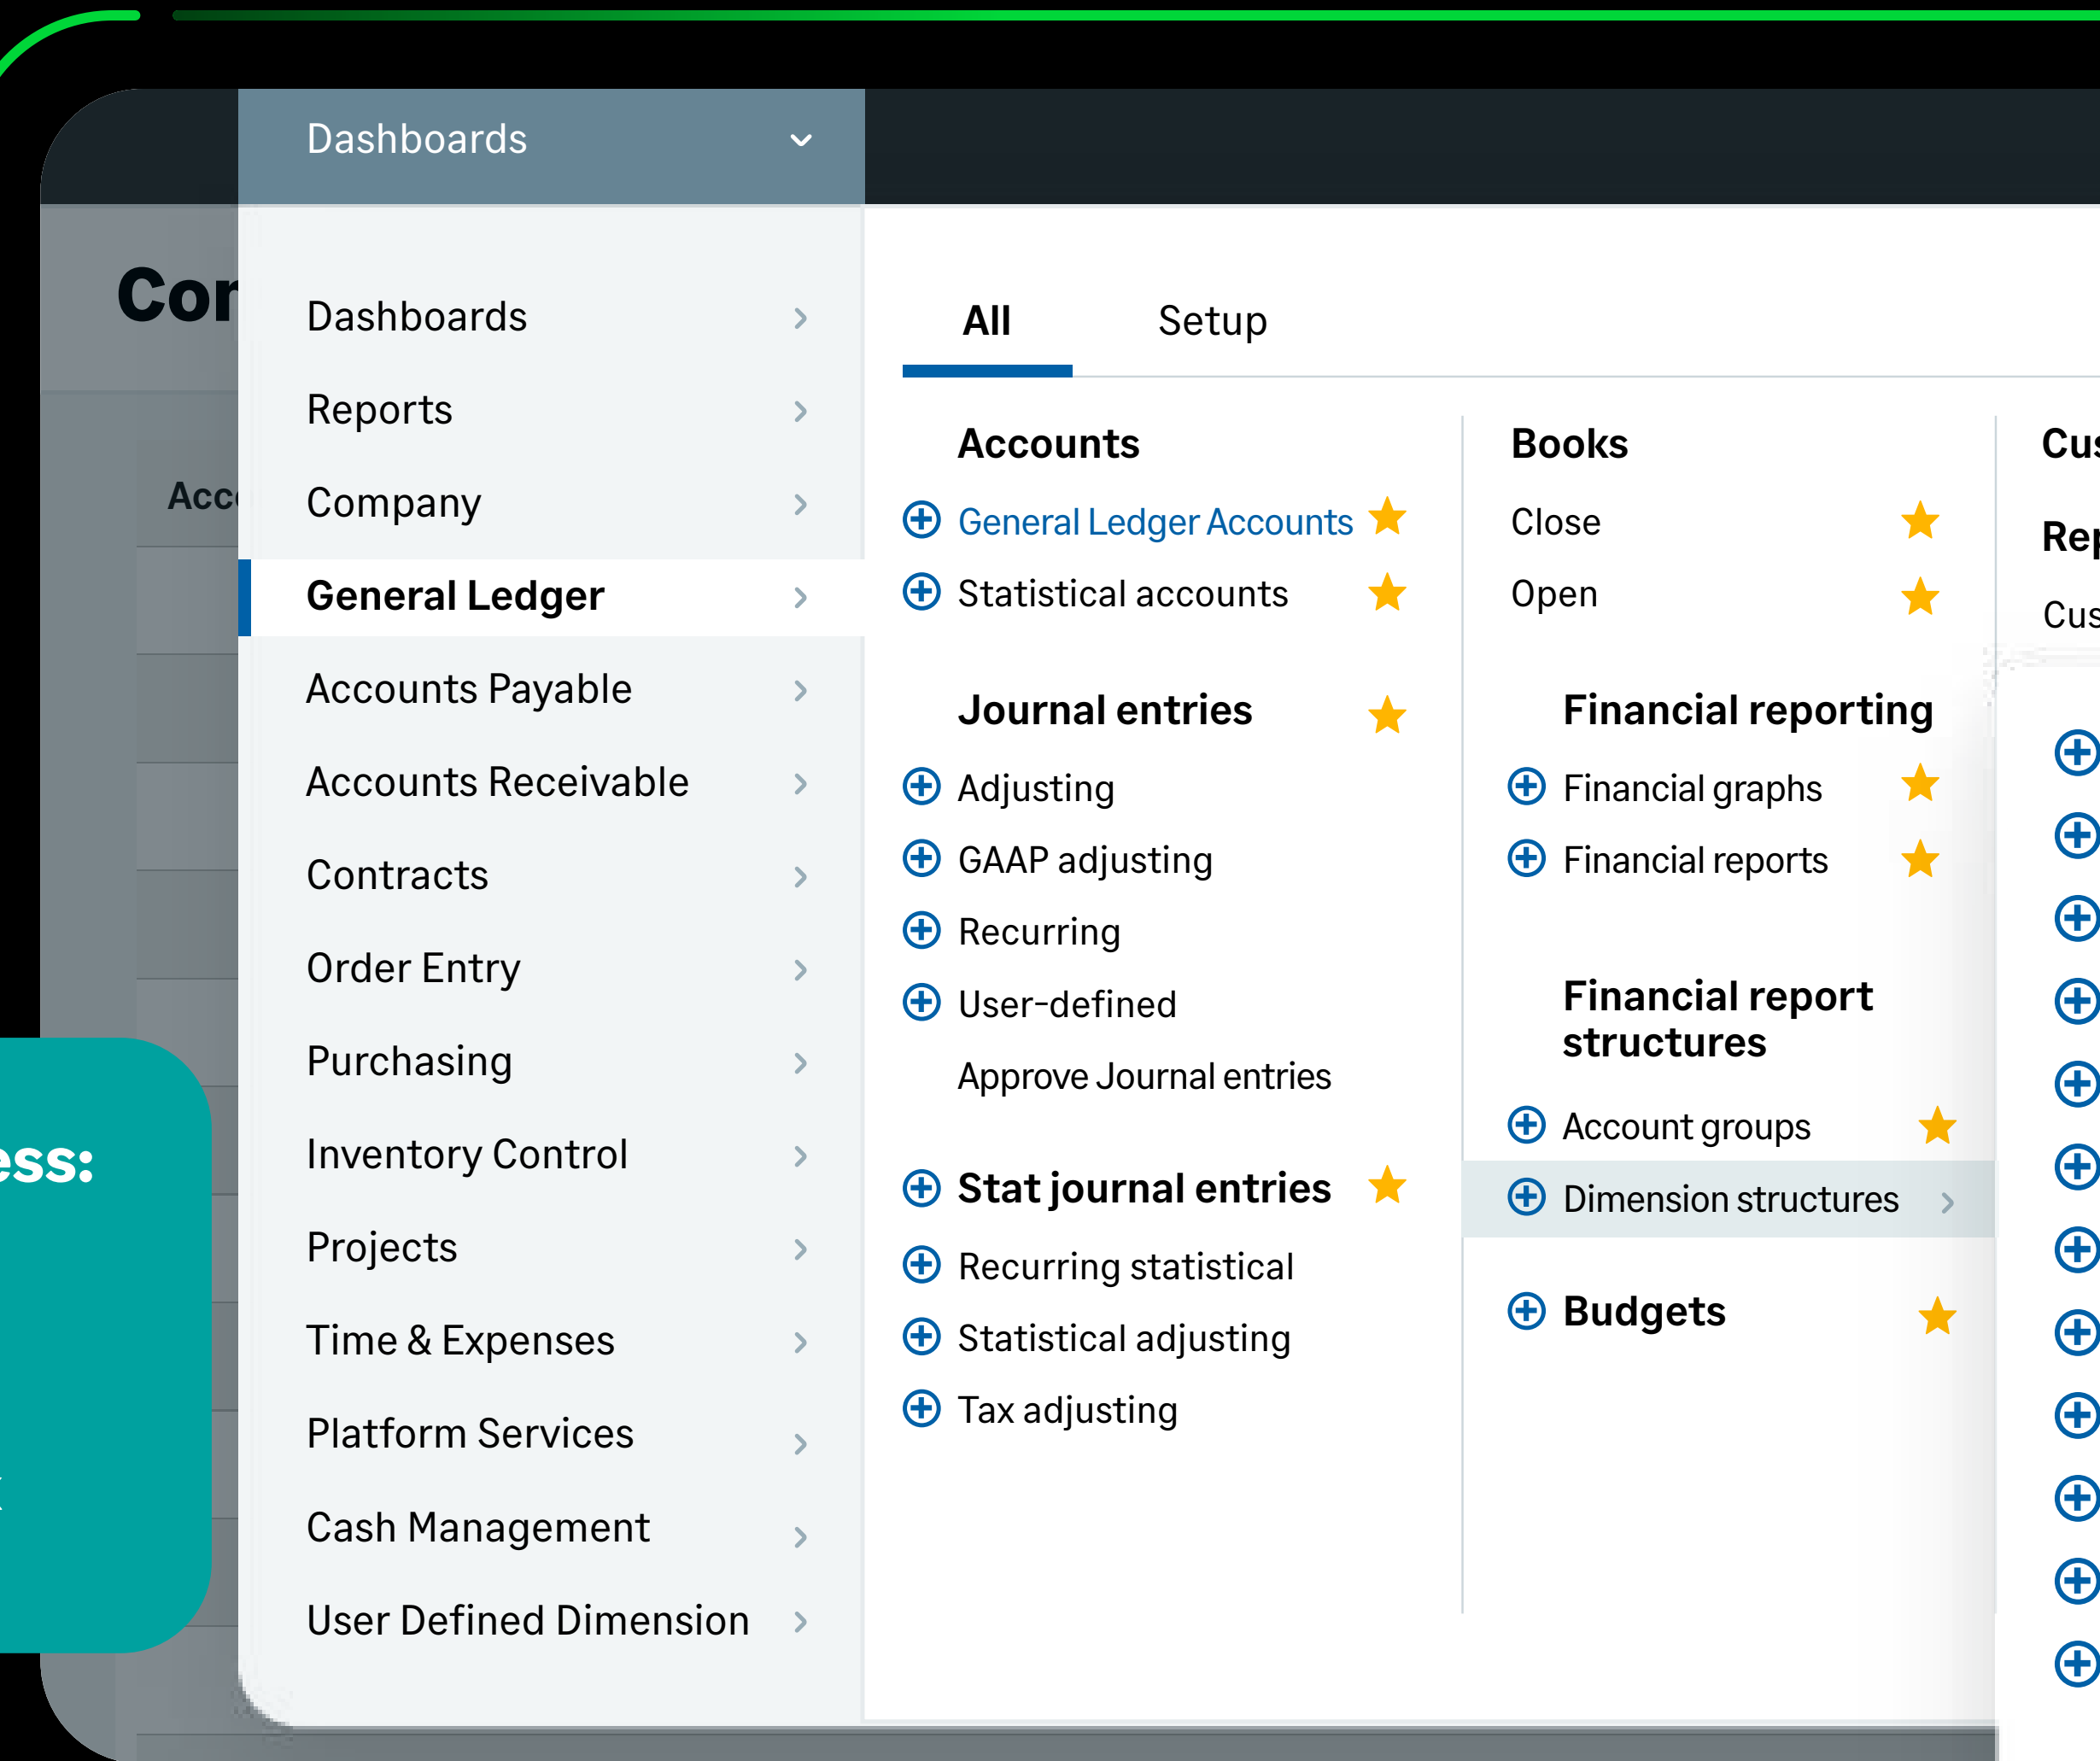 Dashboards
Dashboards
Reports
Company
General Ledger
Accounts Payable
Accounts Receivable
Contracts
Order Entry
Purchasing
Inventory Control
Projects
Time & Expenses
Platform Services
Cash Management
User Defined Dimension
All
Setup
Accounts
General Ledger Accounts
Statistical accounts
Journal entries
Adjusting
GAAP adjusting
Recurring
User-defined
Approve Journal entries
Stat journal entries
Recurring statistical
Statistical adjusting
Tax adjusting
Books
Close
Open
Financial reporting
Financial graphs
Financial reports
Financial report
structures
Account groups
Dimension structures
Budgets